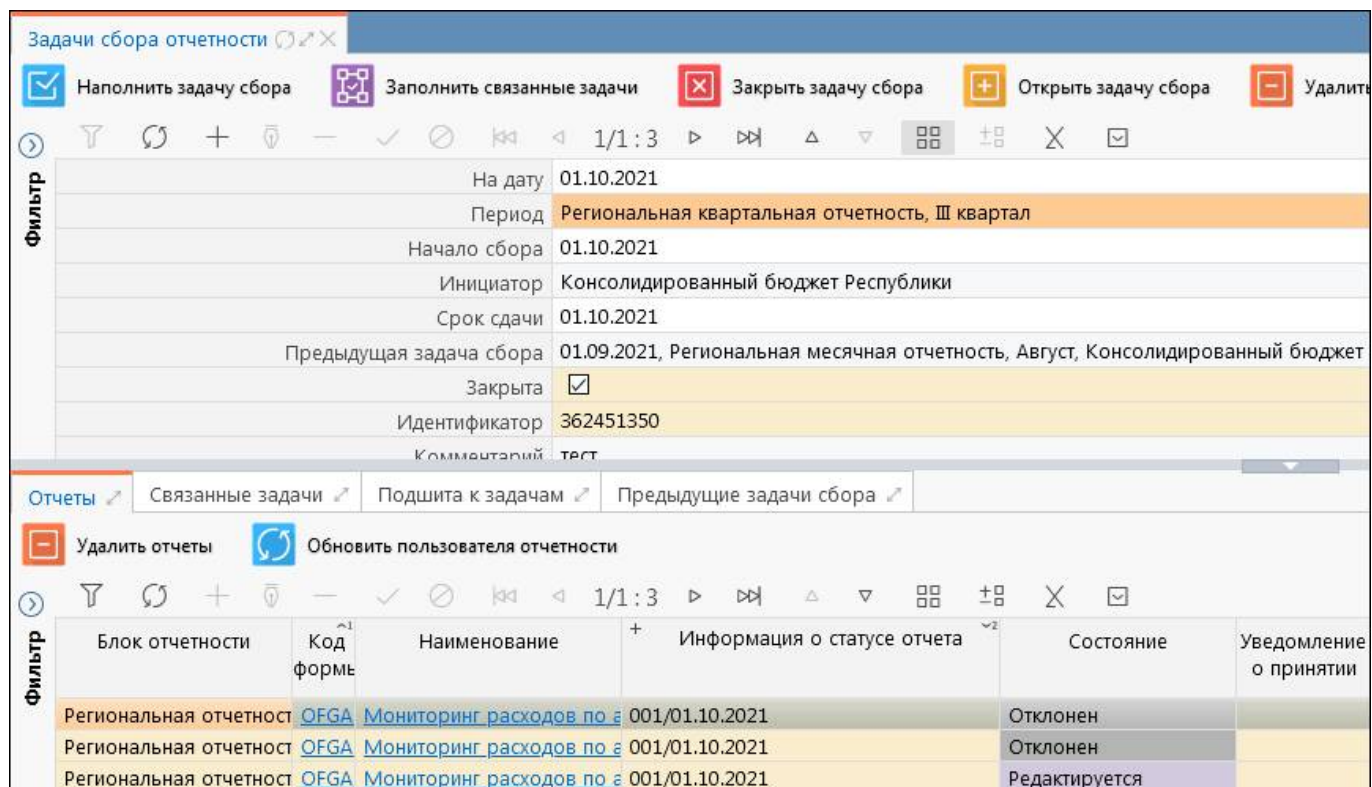 Задачи сбора отчетности
Наполнить задачу сбора Заполнить связанные задачи Закрыть задачу сбора Открыть задачу сбора Удалить
1/1 : 3
Фильтр
На дату 01.10.2021
Период Региональная квартальная отчетность, III квартал
Начало сбора 01.10.2021
Инициатор Консолидированный бюджет Республики
Срок сдачи 01.10.2021
Предыдущая задача сбора 01.09.2021, Региональная месячная отчетность, Август, Консолидированный бюджет
Закрыта
Идентификатор 362451350
Комментарий тест
Отчеты Связанные задачи Подшита к задачам Предыдущие задачи сбора
Удалить отчеты Обновить пользователя отчетности
1/1 : 3
Фильтр
Блок отчетности Код формы Наименование + Информация о статусе отчета Состояние Уведомление о принятии
Региональная отчетност OFGA Мониторинг расходов по а 001/01.10.2021 Отклонен
Региональная отчетност OFGA Мониторинг расходов по а 001/01.10.2021 Отклонен
Региональная отчетност OFGA Мониторинг расходов по а 001/01.10.2021 Редактируется